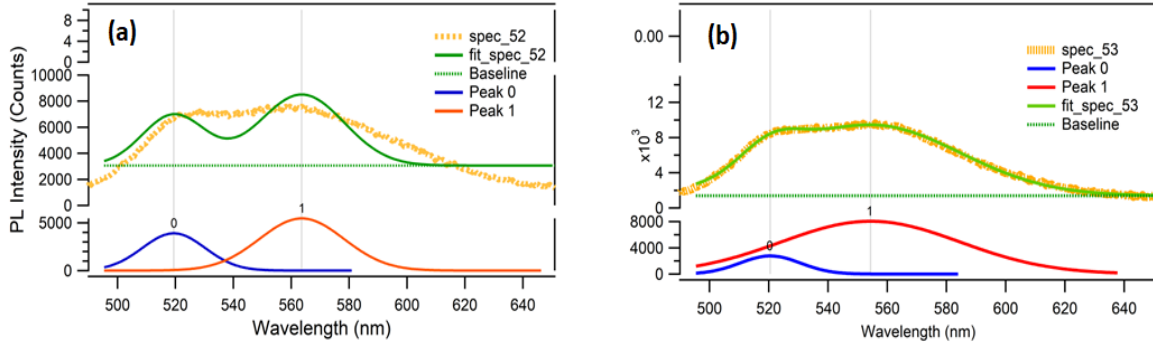 (a)
8
4
0
10000
8000
6000
4000
2000
0
5000
0
PL Intensity (Counts)
spec_52
fit_spec_52
Baseline
Peak 0
Peak 1
0
1
500 520 540 560 580 600 620 640
Wavelength (nm)
(b)
0.00
12
8
4
0
×10³
8000
4000
0
spec_53
Peak 0
Peak 1
fit_spec_53
Baseline
0
1
500 520 540 560 580 600 620 640
Wavelength (nm)